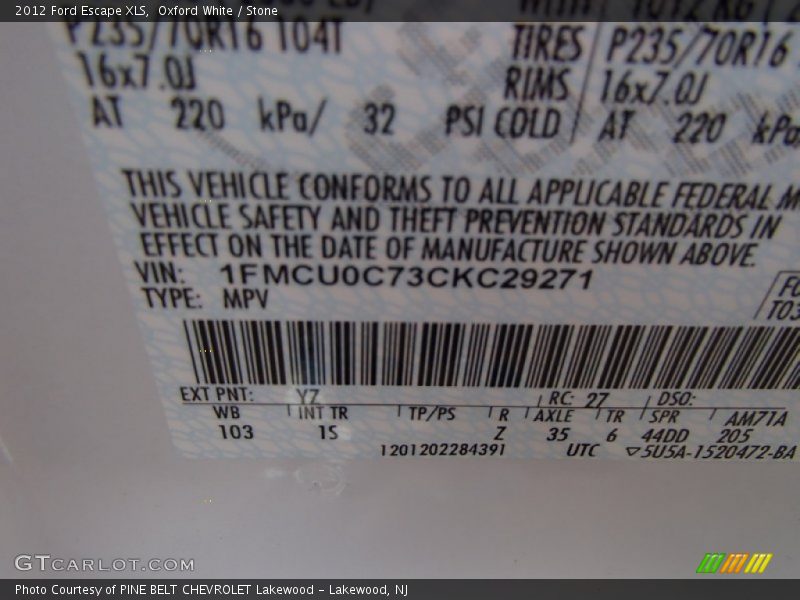 2012 Ford Escape XLS, Oxford White / Stone
P235/70R16 104T TIRES P235/70R16
16x7.0J RIMS 16x7.0J
AT 220 kPa/ 32 PSI COLD AT 220 kPa
THIS VEHICLE CONFORMS TO ALL APPLICABLE FEDERAL M
VEHICLE SAFETY AND THEFT PREVENTION STANDARDS IN
EFFECT ON THE DATE OF MANUFACTURE SHOWN ABOVE.
VIN: 1FMCU0C73CKC29271
TYPE: MPV
FO
T03
EXT PNT: YZ RC: 27 DSO:
WB INT TR TP/PS R AXLE TR SPR AM71A
103 1S Z 35 6 44DD 205
1201202284391 UTC ▽5U5A-1520472-BA
GTCARLOT.COM
Photo Courtesy of PINE BELT CHEVROLET Lakewood - Lakewood, NJ